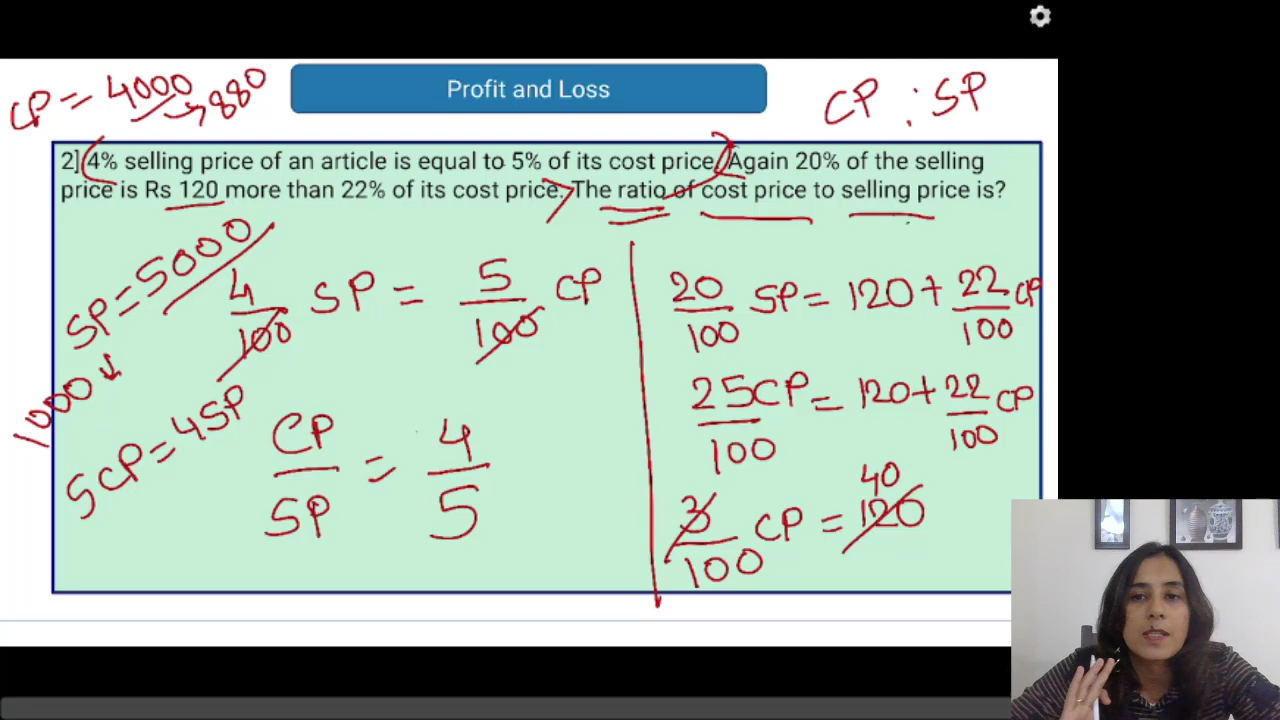 Profit and Loss
CP = 4000 → 880
CP : SP
2] 4% selling price of an article is equal to 5% of its cost price. Again 20% of the selling
price is Rs 120 more than 22% of its cost price. The ratio of cost price to selling price is?
SP = 5000
1000
4/100 SP = 5/100 CP
5CP = 4SP
CP/SP = 4/5
20/100 SP = 120 + 22/100 CP
25CP/100 = 120 + 22/100 CP
40
3/100 CP = 120